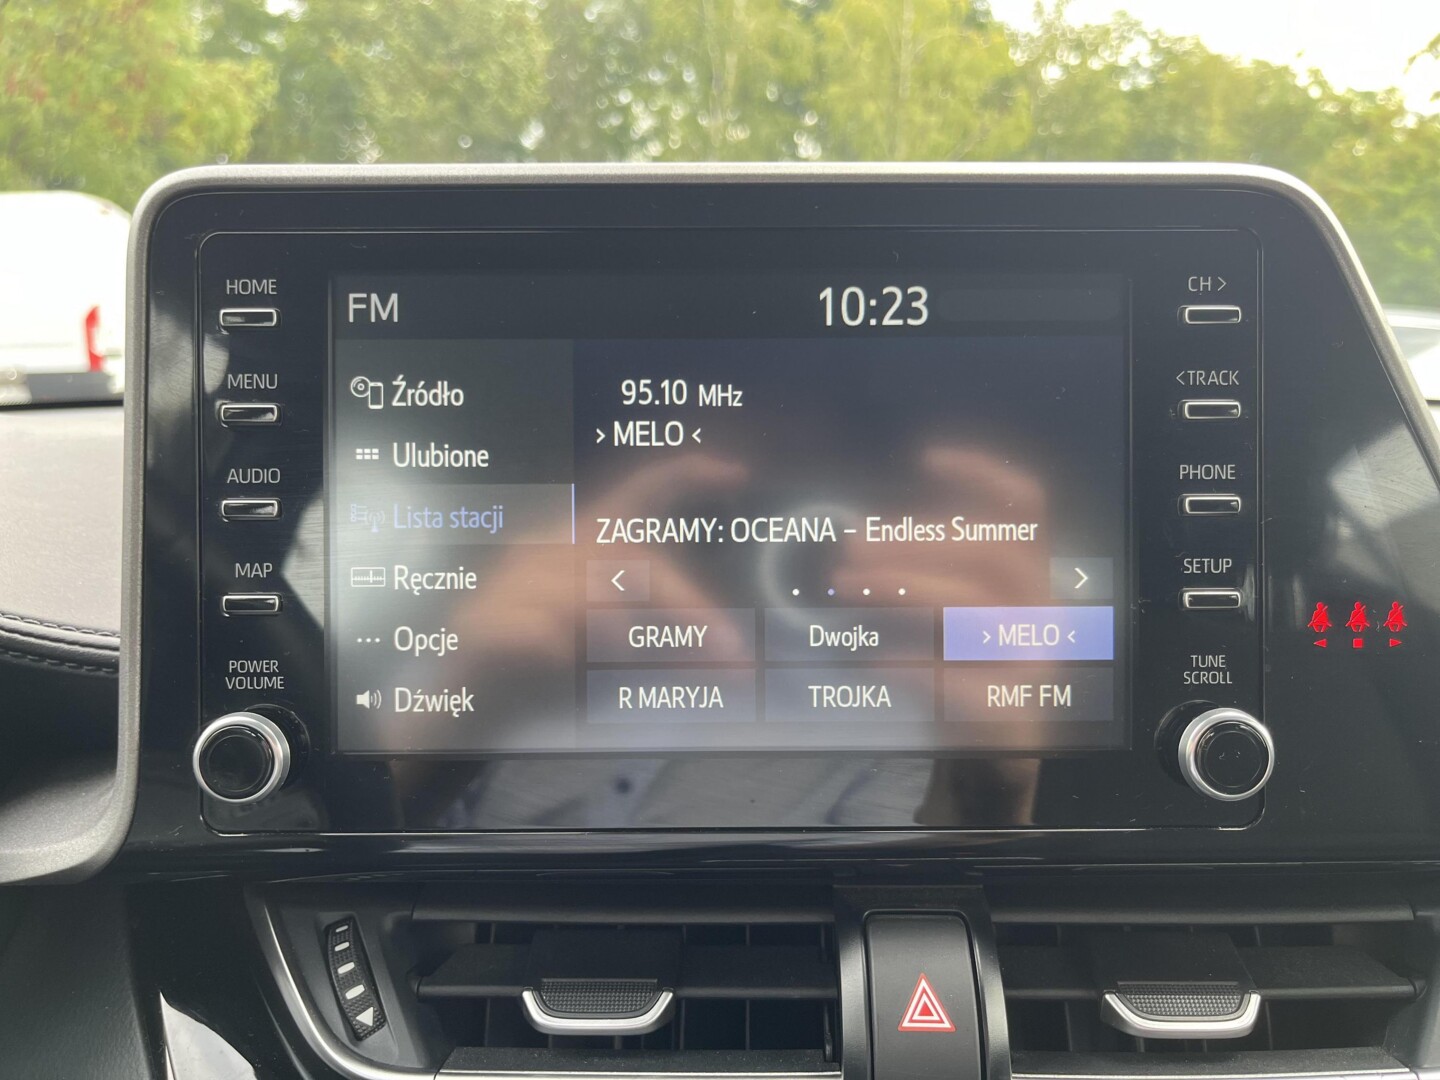 HOME
MENU
AUDIO
MAP
POWER
VOLUME
FM
10:23
Źródło
Ulubione
Lista stacji
Ręcznie
Opcje
Dźwięk
95.10 MHz
> MELO <
ZAGRAMY: OCEANA – Endless Summer
< >
GRAMY Dwojka > MELO <
R MARYJA TROJKA RMF FM
CH >
<TRACK
PHONE
SETUP
TUNE
SCROLL